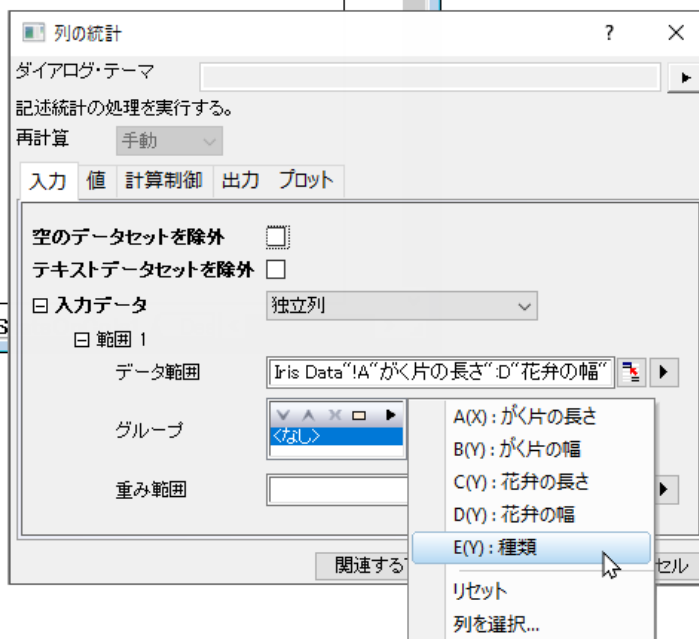 列の統計
?
ダイアログ・テーマ
記述統計の処理を実行する。
再計算 手動
入力 値 計算制御 出力 プロット
空のデータセットを除外
テキストデータセットを除外
入力データ 独立列
範囲 1
データ範囲 Iris Data"!A"がく片の長さ":D"花弁の幅"
グループ <なし>
重み範囲
A(X) : がく片の長さ
B(Y) : がく片の幅
C(Y) : 花弁の長さ
D(Y) : 花弁の幅
E(Y) : 種類
関連する
セル
リセット
列を選択...